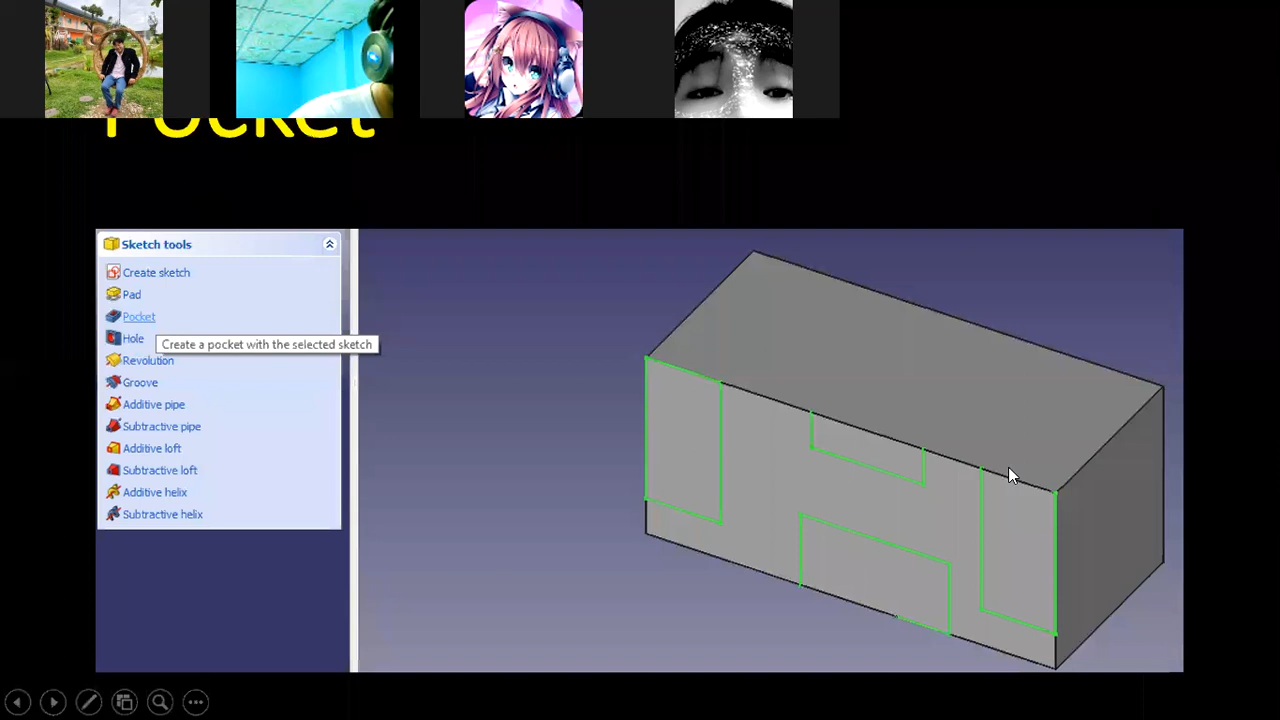 Pocket
Sketch tools
Create sketch
Pad
Pocket
Hole
Create a pocket with the selected sketch
Revolution
Groove
Additive pipe
Subtractive pipe
Additive loft
Subtractive loft
Additive helix
Subtractive helix